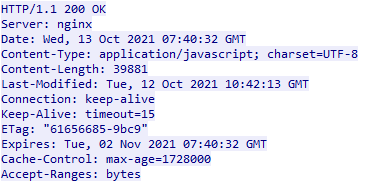 HTTP/1.1 200 OK
Server: nginx
Date: Wed, 13 Oct 2021 07:40:32 GMT
Content-Type: application/javascript; charset=UTF-8
Content-Length: 39881
Last-Modified: Tue, 12 Oct 2021 10:42:13 GMT
Connection: keep-alive
Keep-Alive: timeout=15
ETag: "61656685-9bc9"
Expires: Tue, 02 Nov 2021 07:40:32 GMT
Cache-Control: max-age=1728000
Accept-Ranges: bytes